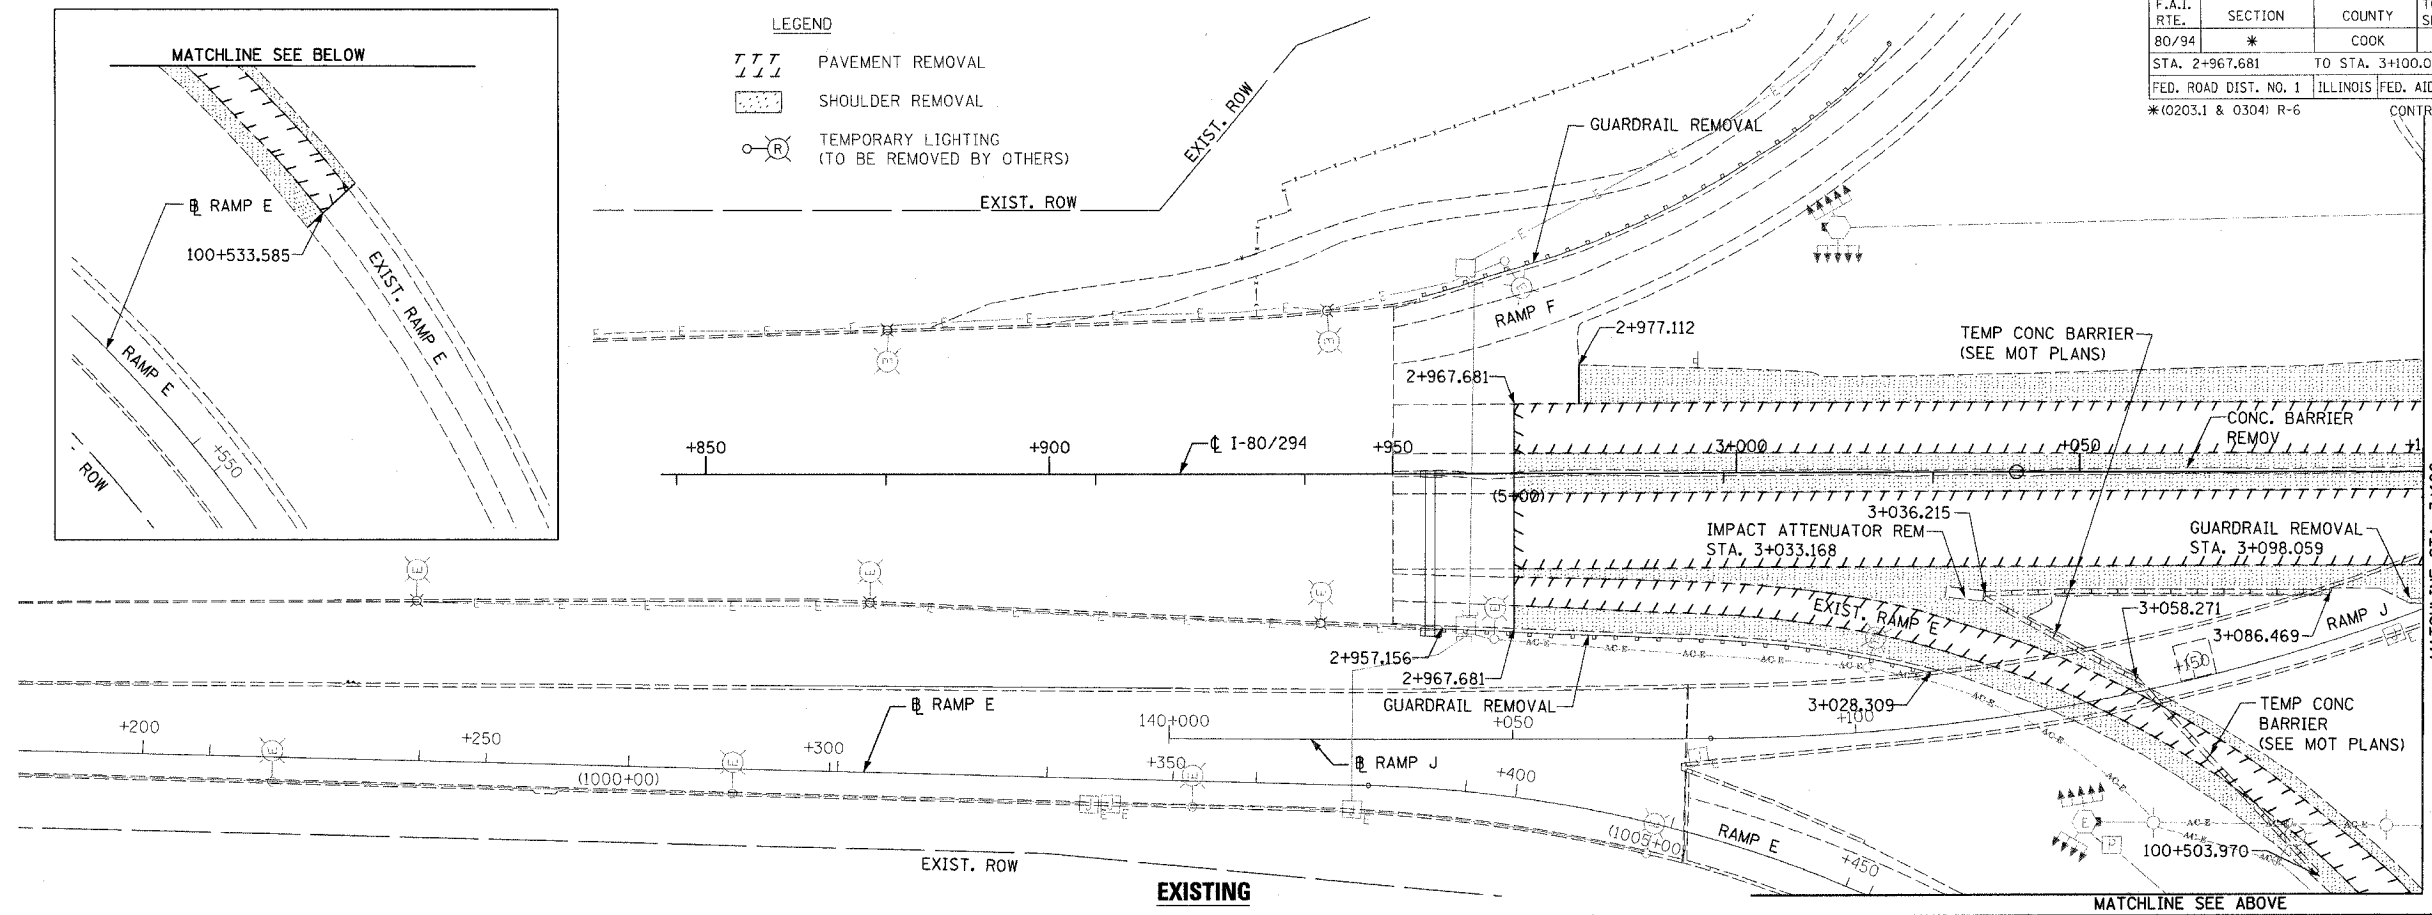 MATCHLINE SEE BELOW
℄ RAMP E
100+533.585
EXIST. RAMP E
RAMP E
+550
ROW
LEGEND
PAVEMENT REMOVAL
SHOULDER REMOVAL
R
TEMPORARY LIGHTING
(TO BE REMOVED BY OTHERS)
EXIST. ROW
EXIST. ROW
GUARDRAIL REMOVAL
F.A.I.
RTE.
SECTION
COUNTY
80/94
*
COOK
STA. 2+967.681
TO STA. 3+100.0
FED. ROAD DIST. NO. 1
ILLINOIS
FED. AID
*(0203.1 & 0304) R-6
CONTR
RAMP F
2+977.112
TEMP CONC BARRIER
(SEE MOT PLANS)
2+967.681
CONC. BARRIER
REMOV
+850
+900
℄ I-80/294
+950
3+000
+050
+1
(5+00)
3+036.215
IMPACT ATTENUATOR REM
STA. 3+033.168
GUARDRAIL REMOVAL
STA. 3+098.059
EXIST. RAMP E
3+058.271
3+086.469
RAMP J
+150
2+957.156
2+967.681
GUARDRAIL REMOVAL
3+028.309
TEMP CONC
BARRIER
(SEE MOT PLANS)
+200
+250
+300
℄ RAMP E
140+000
+050
+100
(1000+00)
+350
℄ RAMP J
+400
(1005+00)
RAMP E
+450
100+503.970
EXIST. ROW
EXISTING
MATCHLINE SEE ABOVE